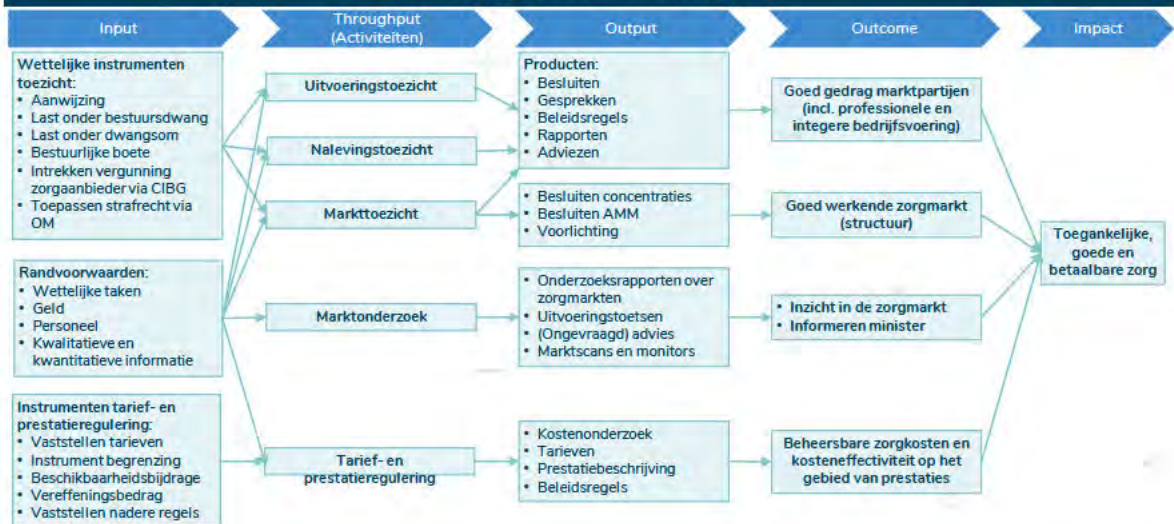 Input
Throughput
(Activiteiten)
Output
Outcome
Impact
Wettelijke instrumenten
toezicht:
• Aanwijzing
• Last onder bestuursdwang
• Last onder dwangsom
• Bestuurlijke boete
• Intrekken vergunning
zorgaanbieder via CIBG
• Toepassen strafrecht via
OM
Randvoorwaarden:
• Wettelijke taken
• Geld
• Personeel
• Kwalitatieve en
kwantitatieve informatie
Instrumenten tarief- en
prestatieregulering:
• Vaststellen tarieven
• Instrument begrenzing
• Beschikbaarheidsbijdrage
• Vereffeningsbedrag
• Vaststellen nadere regels
Uitvoeringstoezicht
Nalevingstoezicht
Markttoezicht
Marktonderzoek
Tarief- en
prestatieregulering
Producten:
• Besluiten
• Gesprekken
• Beleidsregels
• Rapporten
• Adviezen
• Besluiten concentraties
• Besluiten AMM
• Voorlichting
• Onderzoeksrapporten over
zorgmarkten
• Uitvoeringstoetsen
• (Ongevraagd) advies
• Marktscans en monitors
• Kostenonderzoek
• Tarieven
• Prestatiebeschrijving
• Beleidsregels
Goed gedrag marktpartijen
(incl. professionele en
integere bedrijfsvoering)
Goed werkende zorgmarkt
(structuur)
• Inzicht in de zorgmarkt
• Informeren minister
Beheersbare zorgkosten en
kosteneffectiviteit op het
gebied van prestaties
Toegankelijke,
goede en
betaalbare zorg